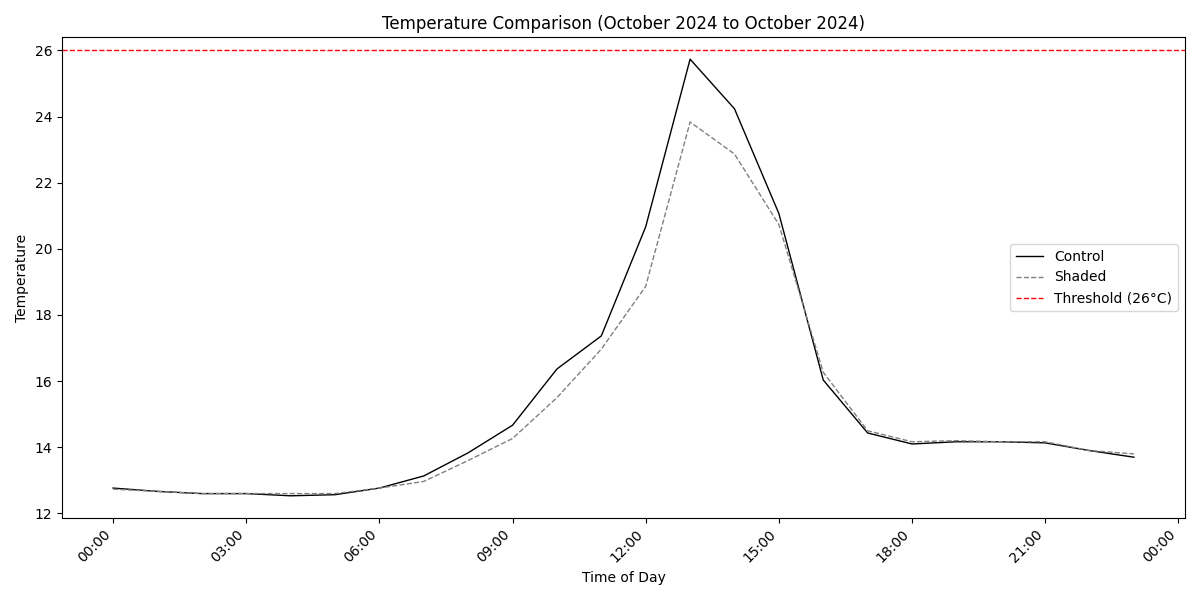 Temperature Comparison (October 2024 to October 2024)
26
24
22
20
18
16
14
12
Temperature
Control
Shaded
Threshold (26°C)
00:00
03:00
06:00
09:00
12:00
15:00
18:00
21:00
00:00
Time of Day